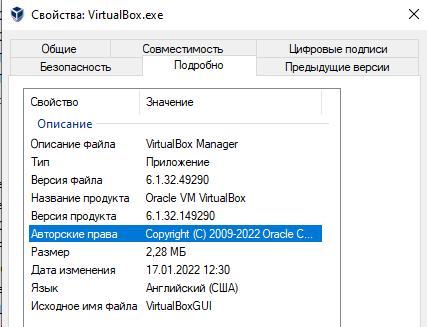 Свойства: VirtualBox.exe
Общие Совместимость Цифровые подписи
Безопасность Подробно Предыдущие версии
Свойство Значение
Описание
Описание файла VirtualBox Manager
Тип Приложение
Версия файла 6.1.32.49290
Название продукта Oracle VM VirtualBox
Версия продукта 6.1.32.149290
Авторские права Copyright (C) 2009-2022 Oracle C...
Размер 2,28 МБ
Дата изменения 17.01.2022 12:30
Язык Английский (США)
Исходное имя файла VirtualBoxGUI